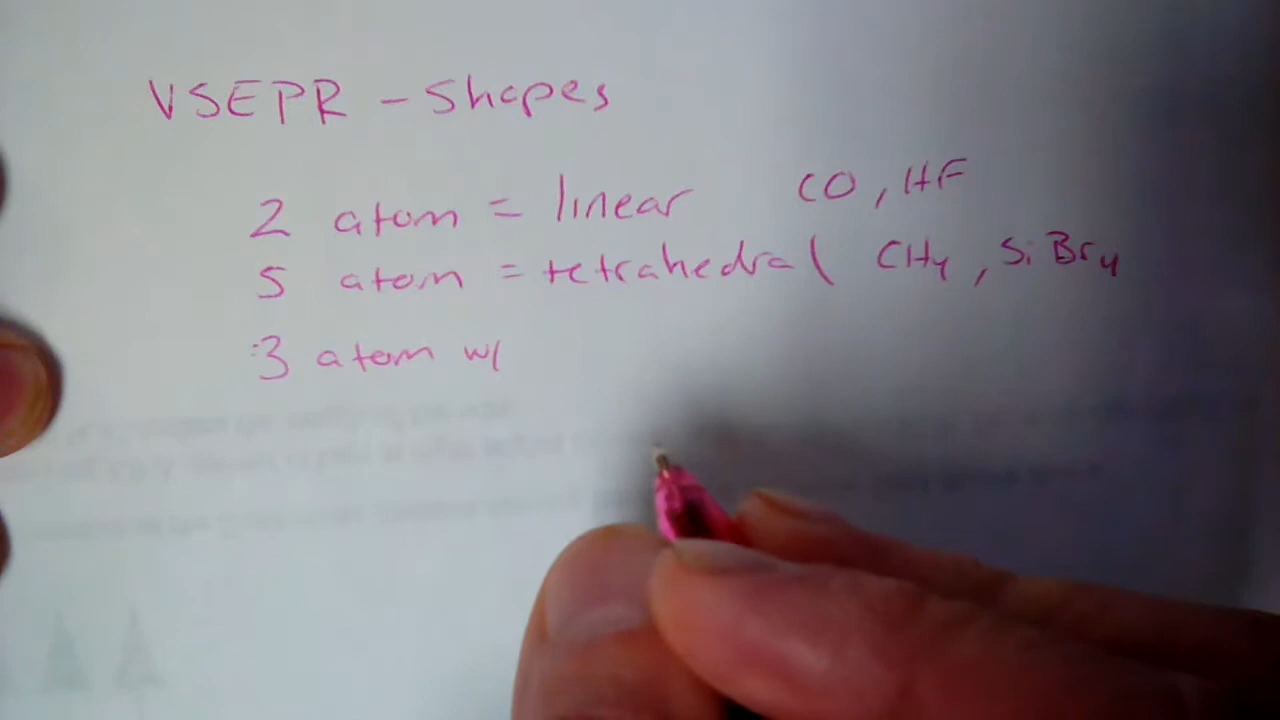 VSEPR - Shapes
2 atom = linear CO, HF
5 atom = tetrahedral CH4, SiBr4
3 atom w/